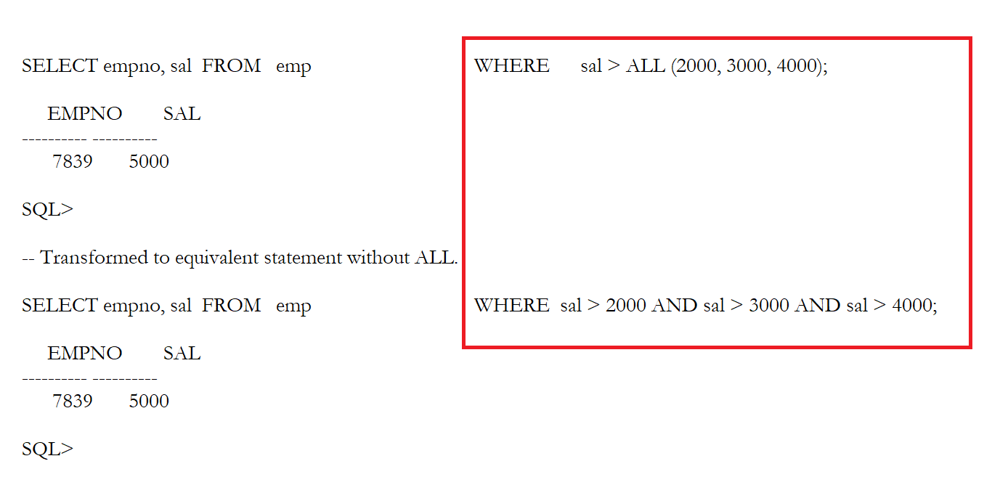 SELECT empno, sal FROM emp WHERE sal > ALL (2000, 3000, 4000);
EMPNO SAL
---------- ----------
7839 5000
SQL>
-- Transformed to equivalent statement without ALL.
SELECT empno, sal FROM emp WHERE sal > 2000 AND sal > 3000 AND sal > 4000;
EMPNO SAL
---------- ----------
7839 5000
SQL>